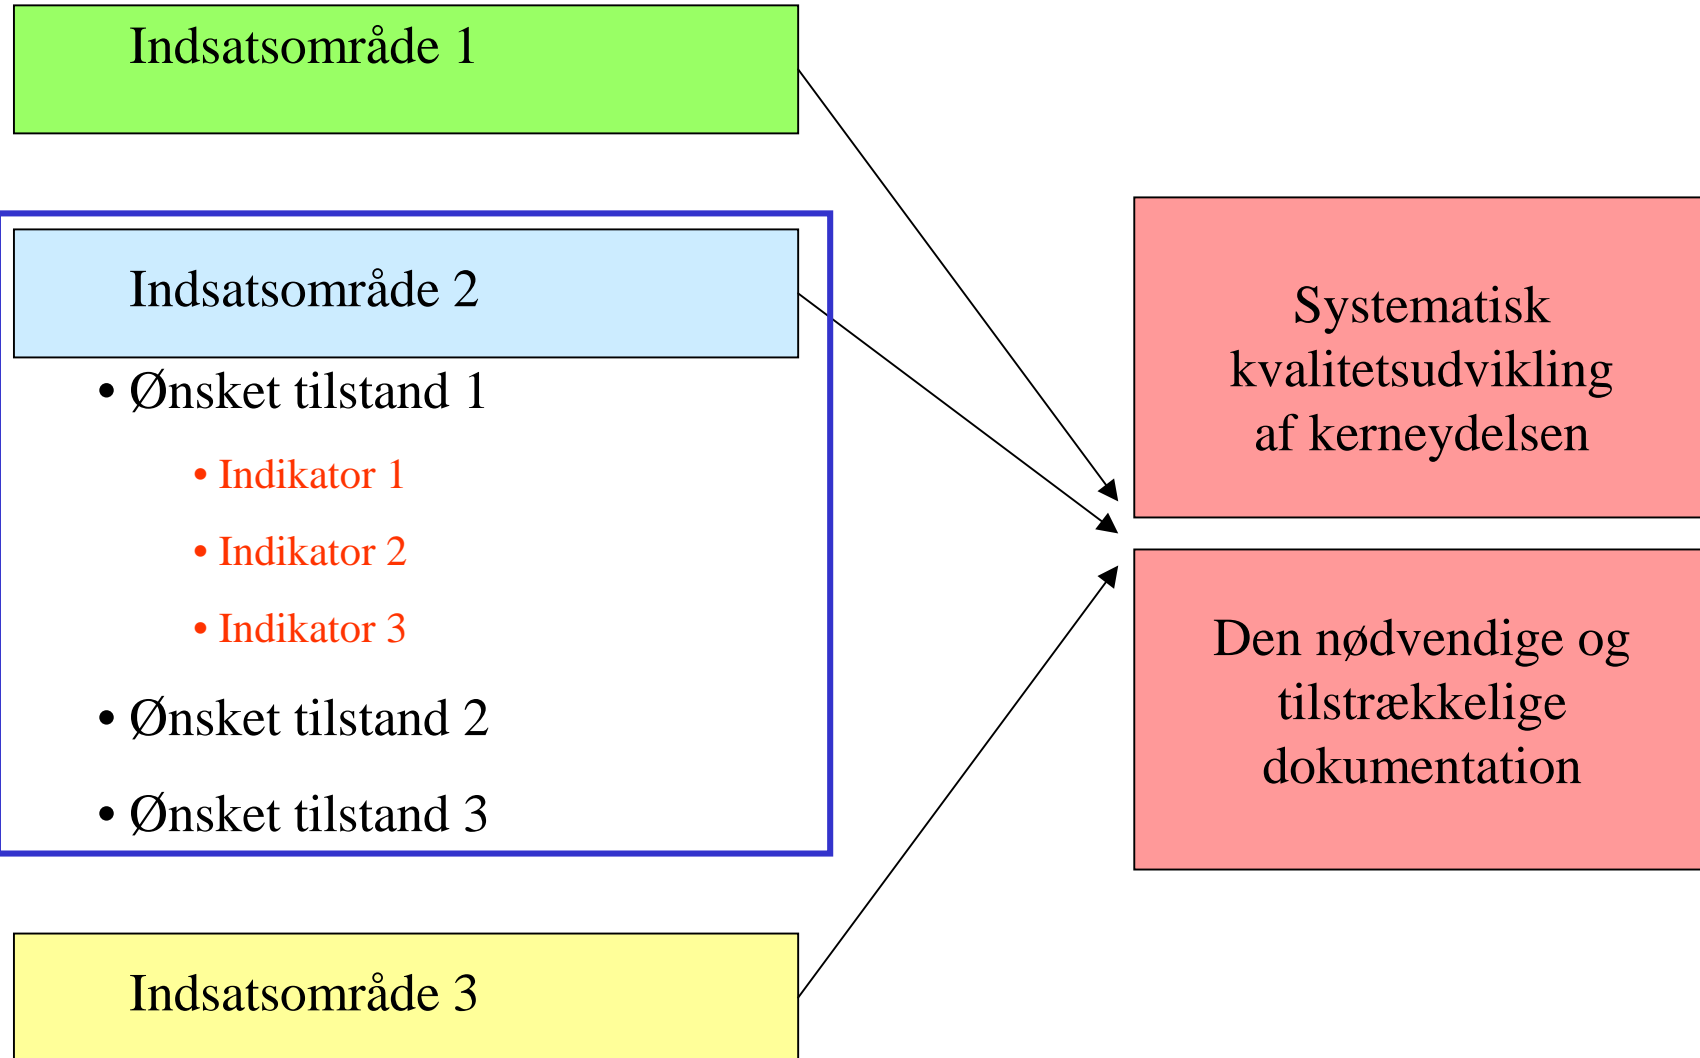 Indsatsområde 1
Indsatsområde 2
• Ønsket tilstand 1
• Indikator 1
• Indikator 2
• Indikator 3
• Ønsket tilstand 2
• Ønsket tilstand 3
Indsatsområde 3
Systematisk
kvalitetsudvikling
af kerneydelsen
Den nødvendige og
tilstrækkelige
dokumentation